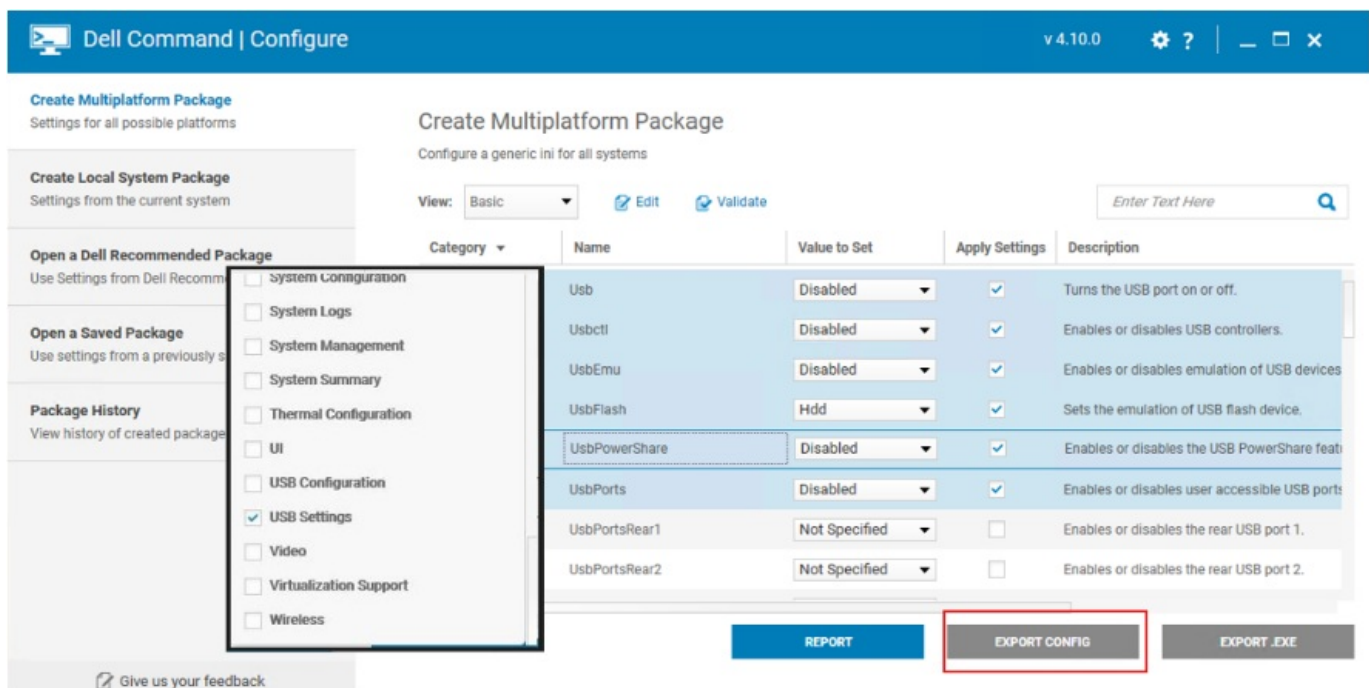 Dell Command | Configure
v 4.10.0
?
Create Multiplatform Package
Settings for all possible platforms
Create Local System Package
Settings from the current system
Open a Dell Recommended Package
Use Settings from Dell Recomm
Open a Saved Package
Use settings from a previously s
Package History
View history of created package
Give us your feedback
System Configuration
System Logs
System Management
System Summary
Thermal Configuration
UI
USB Configuration
USB Settings
Video
Virtualization Support
Wireless
Create Multiplatform Package
Configure a generic ini for all systems
View: Basic Edit Validate Enter Text Here
Category Name Value to Set Apply Settings Description
Usb Disabled Turns the USB port on or off.
Usbctl Disabled Enables or disables USB controllers.
UsbEmu Disabled Enables or disables emulation of USB devices
UsbFlash Hdd Sets the emulation of USB flash device.
UsbPowerShare Disabled Enables or disables the USB PowerShare feat
UsbPorts Disabled Enables or disables user accessible USB ports
UsbPortsRear1 Not Specified Enables or disables the rear USB port 1.
UsbPortsRear2 Not Specified Enables or disables the rear USB port 2.
REPORT EXPORT CONFIG EXPORT .EXE